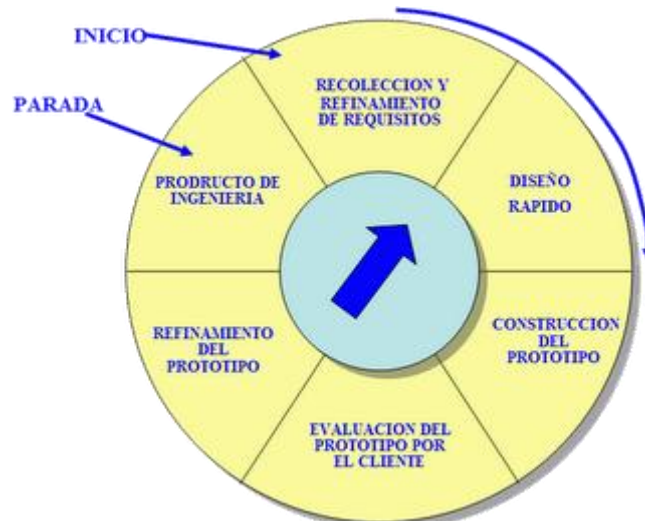 INICIO
PARADA
RECOLECCION Y
REFINAMIENTO
DE REQUISITOS
DISEÑO
RAPIDO
CONSTRUCCION
DEL
PROTOTIPO
EVALUACION DEL
PROTOTIPO POR
EL CLIENTE
REFINAMIENTO
DEL
PROTOTIPO
PRODRUCTO DE
INGENIERIA